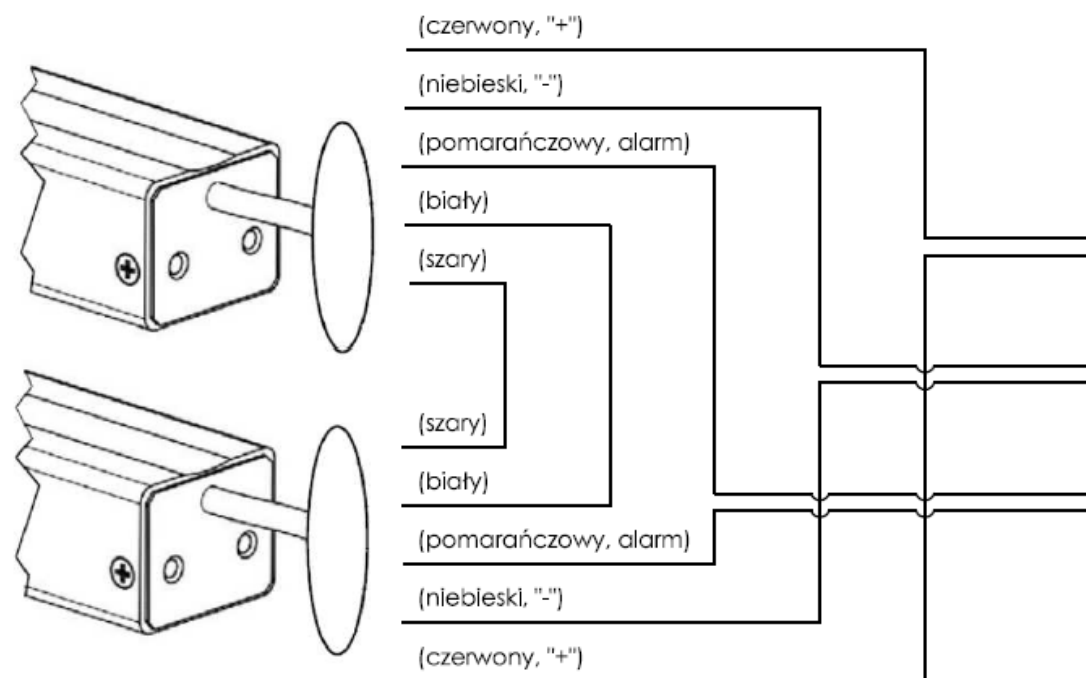 (czerwony, "+")
(niebieski, "-")
(pomarańczowy, alarm)
(biały)
(szary)
(szary)
(biały)
(pomarańczowy, alarm)
(niebieski, "-")
(czerwony, "+")